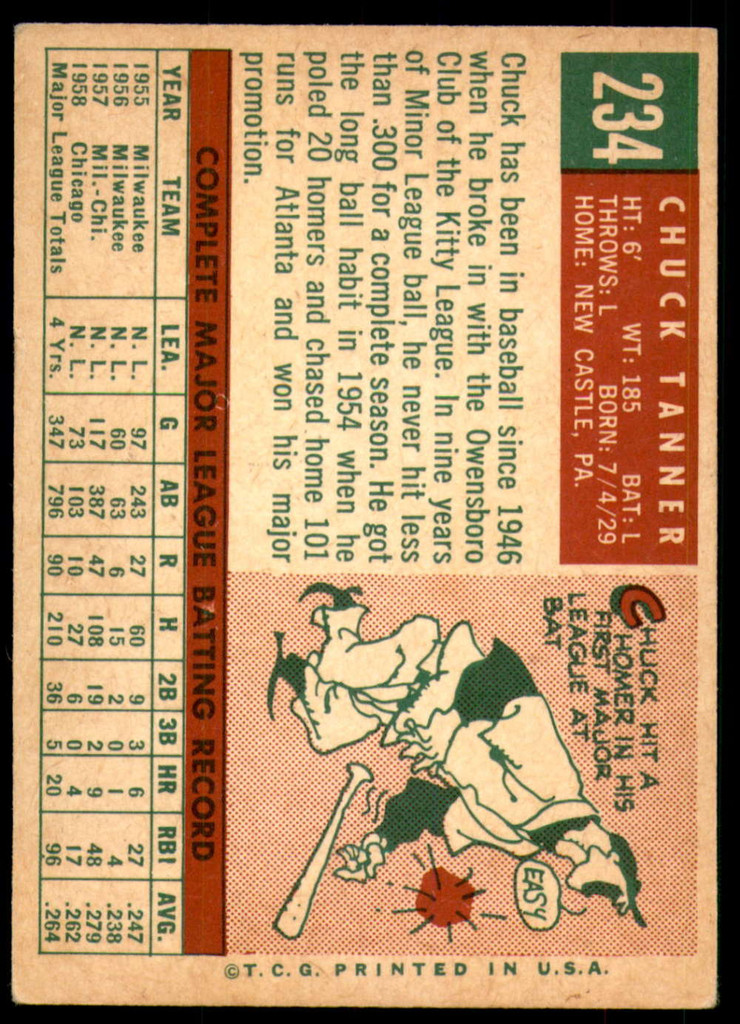 234
CHUCK TANNER
HT: 6' WT: 185 BAT: L
THROWS: L BORN: 7/4/29
HOME: NEW CASTLE, PA.
Chuck has been in baseball since 1946
when he broke in with the Owensboro
Club of the Kitty League. In nine years
of Minor League ball, he never hit less
than .300 for a complete season. He got
the long ball habit in 1954 when he
poled 20 homers and chased home 101
runs for Atlanta and won his major
promotion.
CHUCK HIT A
HOMER IN HIS
FIRST MAJOR
LEAGUE AT
BAT
EASY
COMPLETE MAJOR LEAGUE BATTING RECORD
YEAR TEAM LEA. G AB R H 2B 3B HR RBI AVG.
1955 Milwaukee N. L. 97 243 27 60 9 3 6 27 .247
1956 Milwaukee N. L. 60 63 6 15 2 0 1 4 .238
1957 Mil.-Chi. N. L. 117 387 47 108 19 2 9 48 .279
1958 Chicago N. L. 73 103 10 27 6 0 4 17 .262
Major League Totals 4 Yrs. 347 796 90 210 36 5 20 96 .264
©T.C.G. PRINTED IN U.S.A.